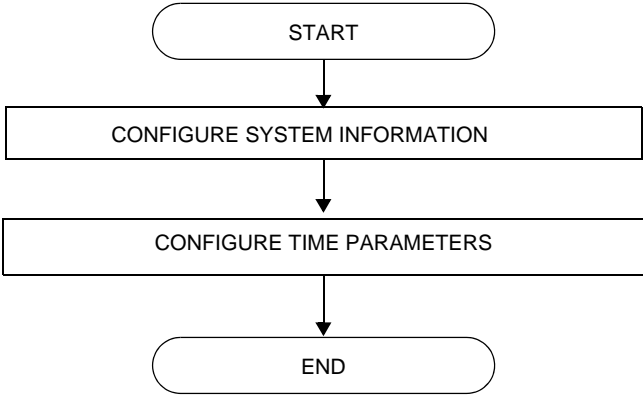 START
CONFIGURE SYSTEM INFORMATION
CONFIGURE TIME PARAMETERS
END